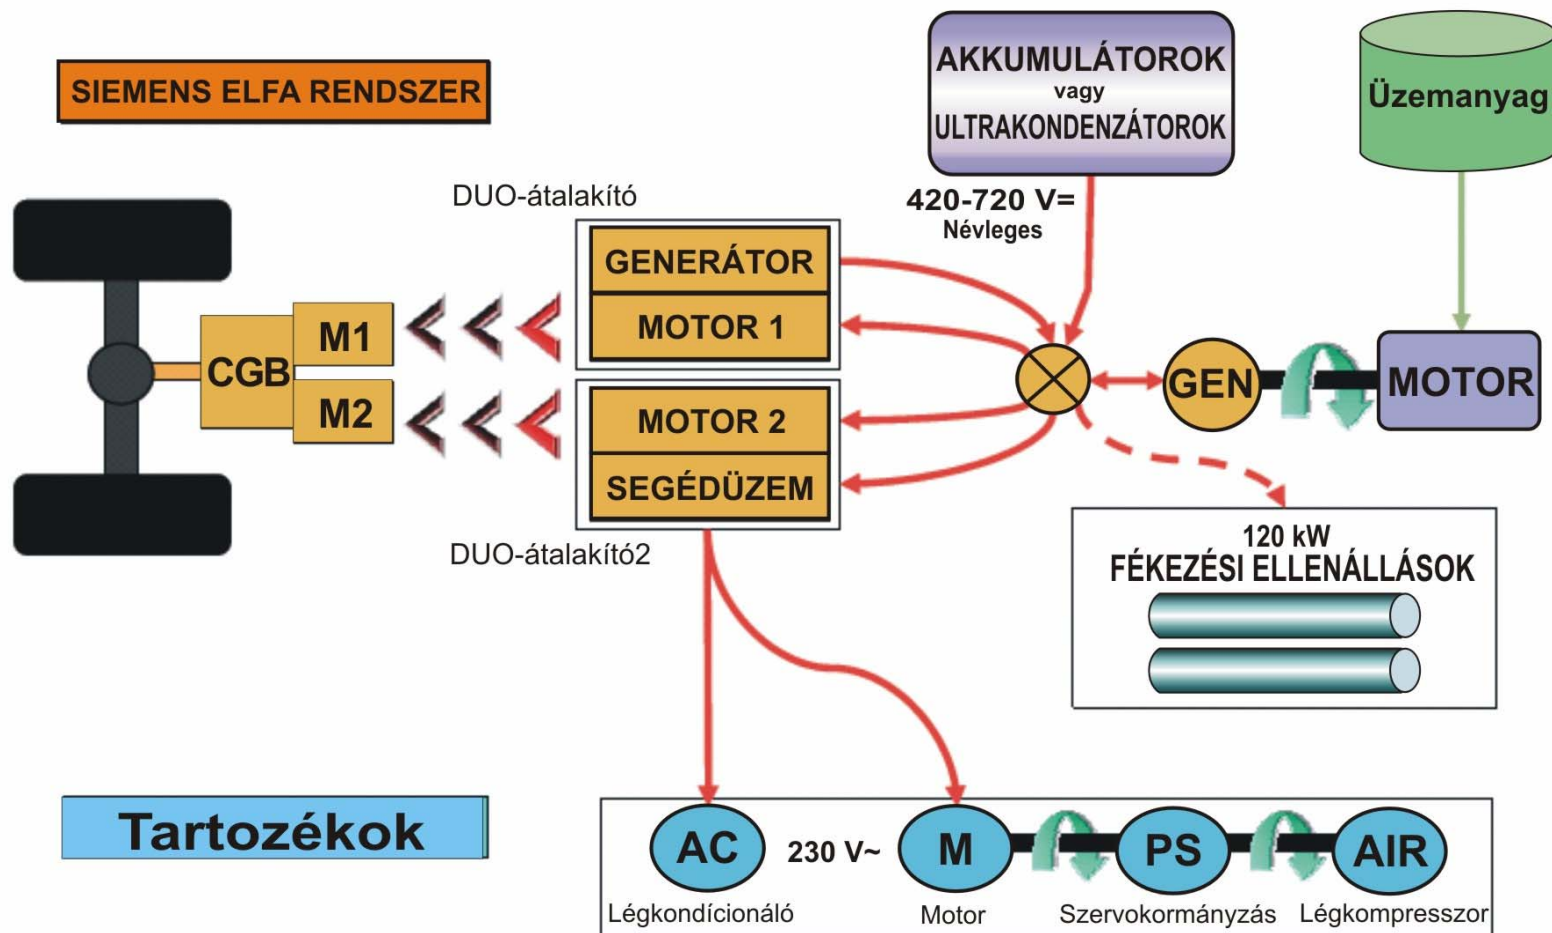 SIEMENS ELFA RENDSZER
AKKUMULÁTOROK
vagy
ULTRAKONDENZÁTOROK
Üzemanyag
420-720 V=
Névleges
DUO-átalakító
GENERÁTOR
MOTOR 1
MOTOR 2
SEGÉDÜZEM
DUO-átalakító2
CGB
M1
M2
GEN
MOTOR
120 kW
FÉKEZÉSI ELLENÁLLÁSOK
Tartozékok
AC
230 V~
M
PS
AIR
Légkondícionáló
Motor
Szervokormányzás
Légkompresszor